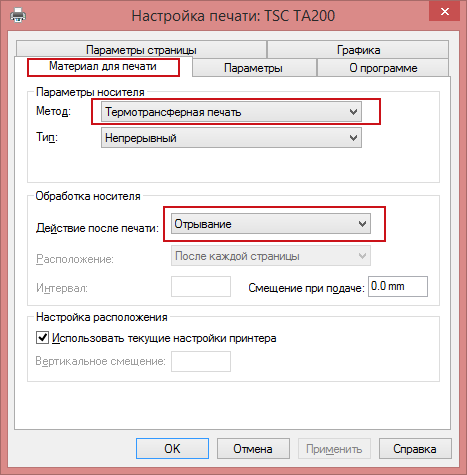 Настройка печати: TSC TA200
Параметры страницы
Графика
Материал для печати
Параметры
О программе
Параметры носителя
Метод: Термотрансферная печать
Тип: Непрерывный
Обработка носителя
Действие после печати: Отрывание
Расположение: После каждой страницы
Интервал: Смещение при подаче: 0.0 mm
Настройка расположения
Использовать текущие настройки принтера
Вертикальное смещение:
OK Отмена Применить Справка